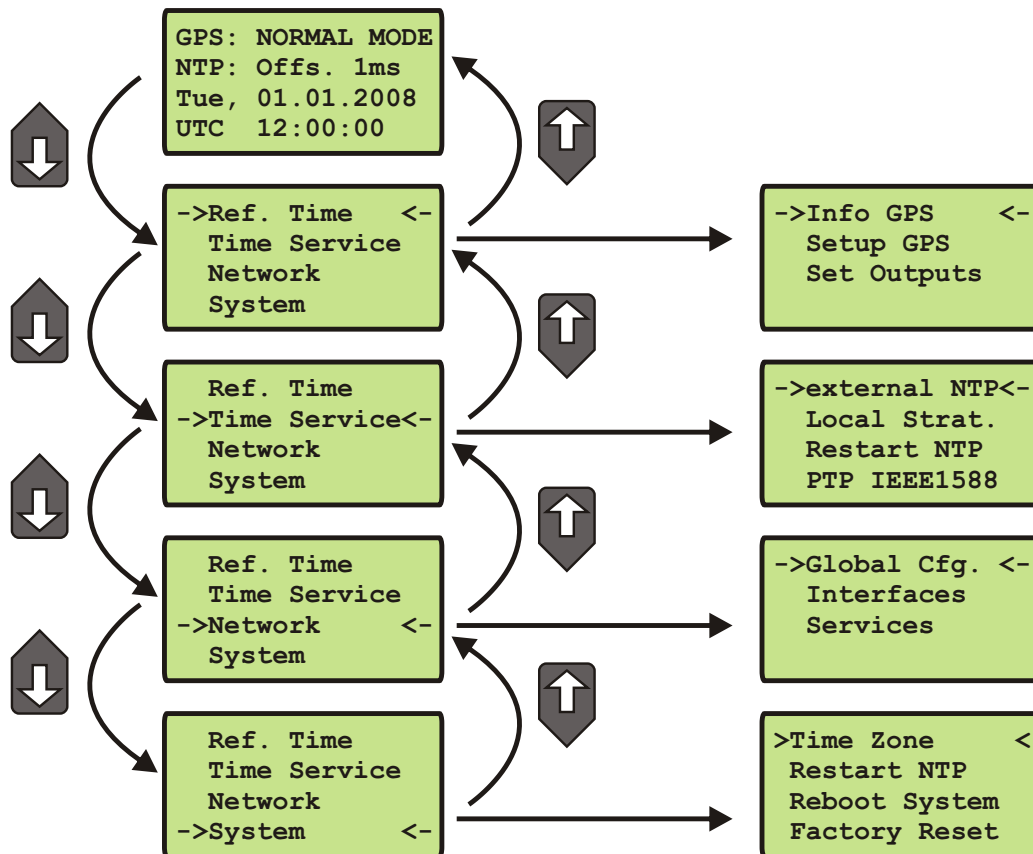 GPS: NORMAL MODE
NTP: Offs. 1ms
Tue, 01.01.2008
UTC  12:00:00
->Ref. Time   <-
Time Service
Network
System
->Info GPS    <-
Setup GPS
Set Outputs
Ref. Time
->Time Service<-
Network
System
->external NTP<-
Local Strat.
Restart NTP
PTP IEEE1588
Ref. Time
Time Service
->Network     <-
System
->Global Cfg. <-
Interfaces
Services
Ref. Time
Time Service
Network
->System      <-
>Time Zone     <
Restart NTP
Reboot System
Factory Reset